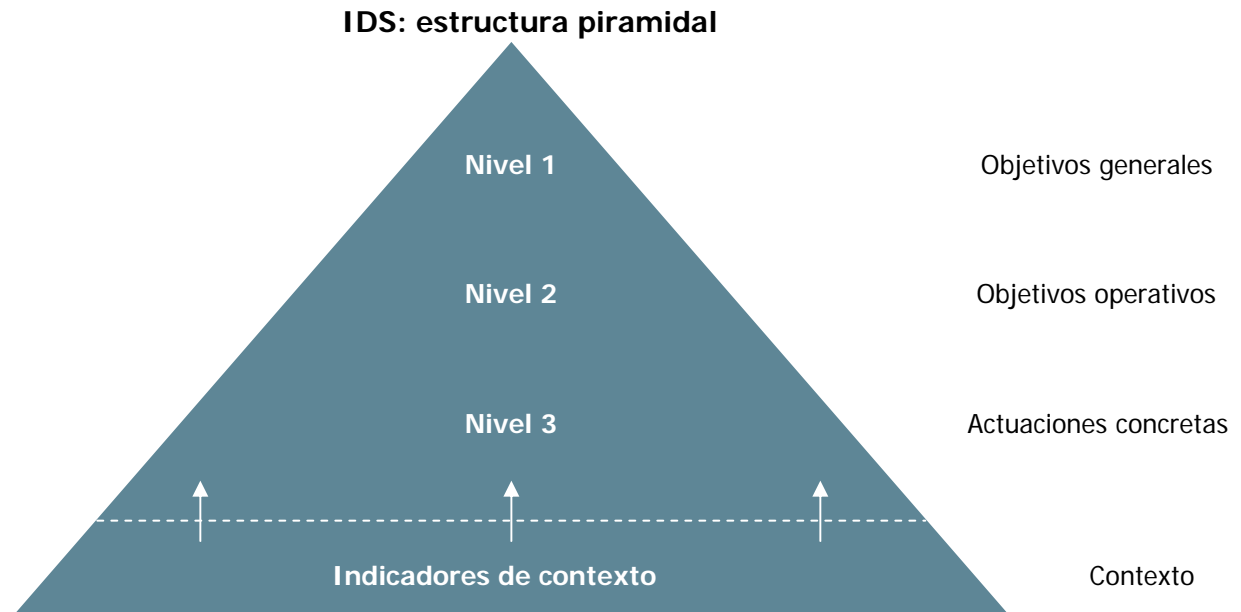 IDS: estructura piramidal
Nivel 1
Objetivos generales
Nivel 2
Objetivos operativos
Nivel 3
Actuaciones concretas
Indicadores de contexto
Contexto